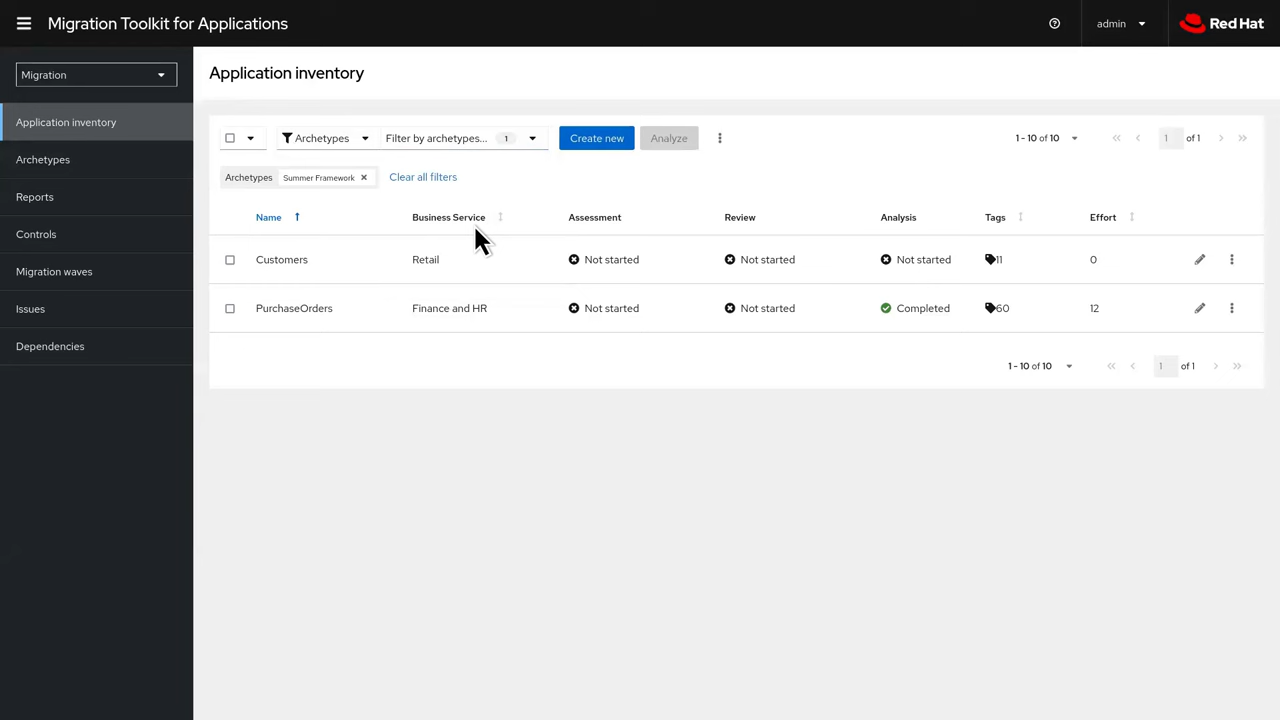 Migration Toolkit for Applications
admin
Red Hat
Migration
Application inventory
Archetypes
Reports
Controls
Migration waves
Issues
Dependencies
Application inventory
Archetypes Filter by archetypes... 1 Create new Analyze 1 - 10 of 10 1 of 1
Archetypes Summer Framework Clear all filters
Name Business Service Assessment Review Analysis Tags Effort
Customers Retail Not started Not started Not started 11 0
PurchaseOrders Finance and HR Not started Not started Completed 60 12
1 - 10 of 10 1 of 1